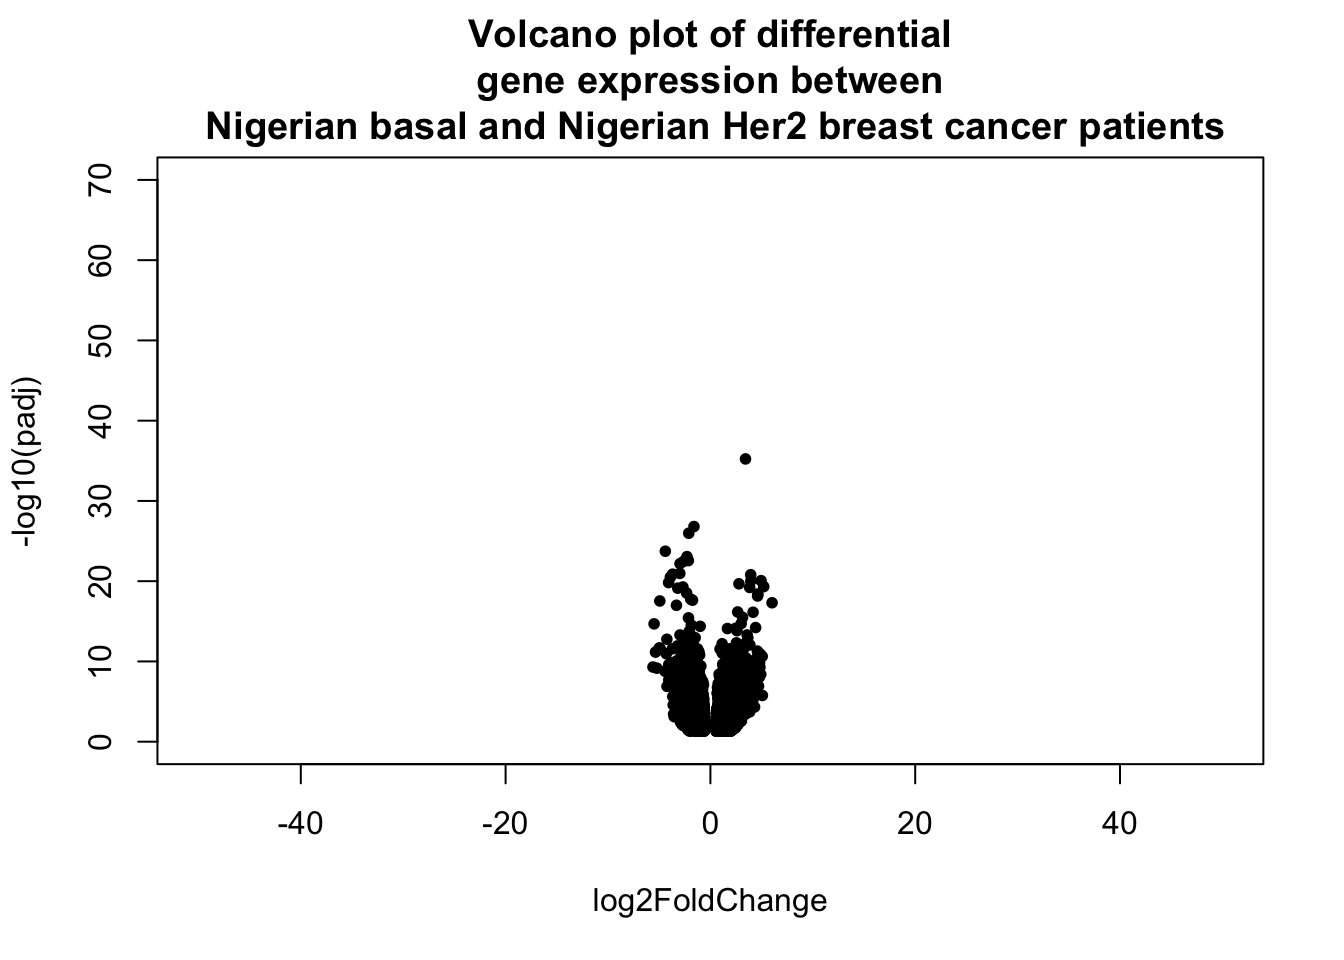 Volcano plot of differential
gene expression between
Nigerian basal and Nigerian Her2 breast cancer patients
70
60
50
40
30
20
10
0
-log10(padj)
-40
-20
0
20
40
log2FoldChange